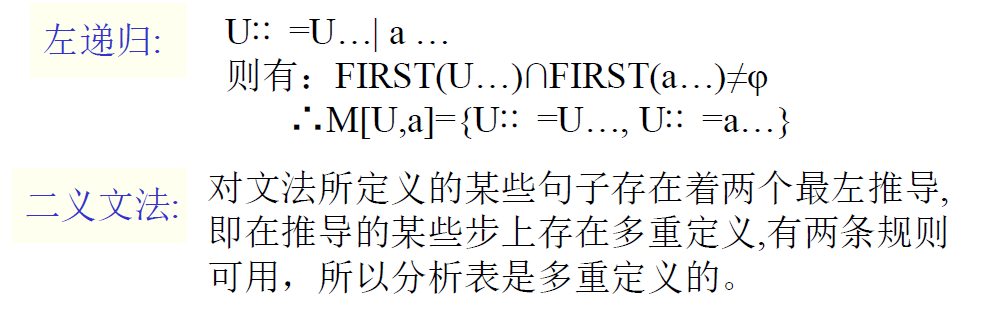 左递归:
U∷ =U…| a …
则有：FIRST(U…)∩FIRST(a…)≠φ
∴M[U,a]={U∷ =U…, U∷ =a…}
二义文法:
对文法所定义的某些句子存在着两个最左推导,
即在推导的某些步上存在多重定义,有两条规则
可用，所以分析表是多重定义的。